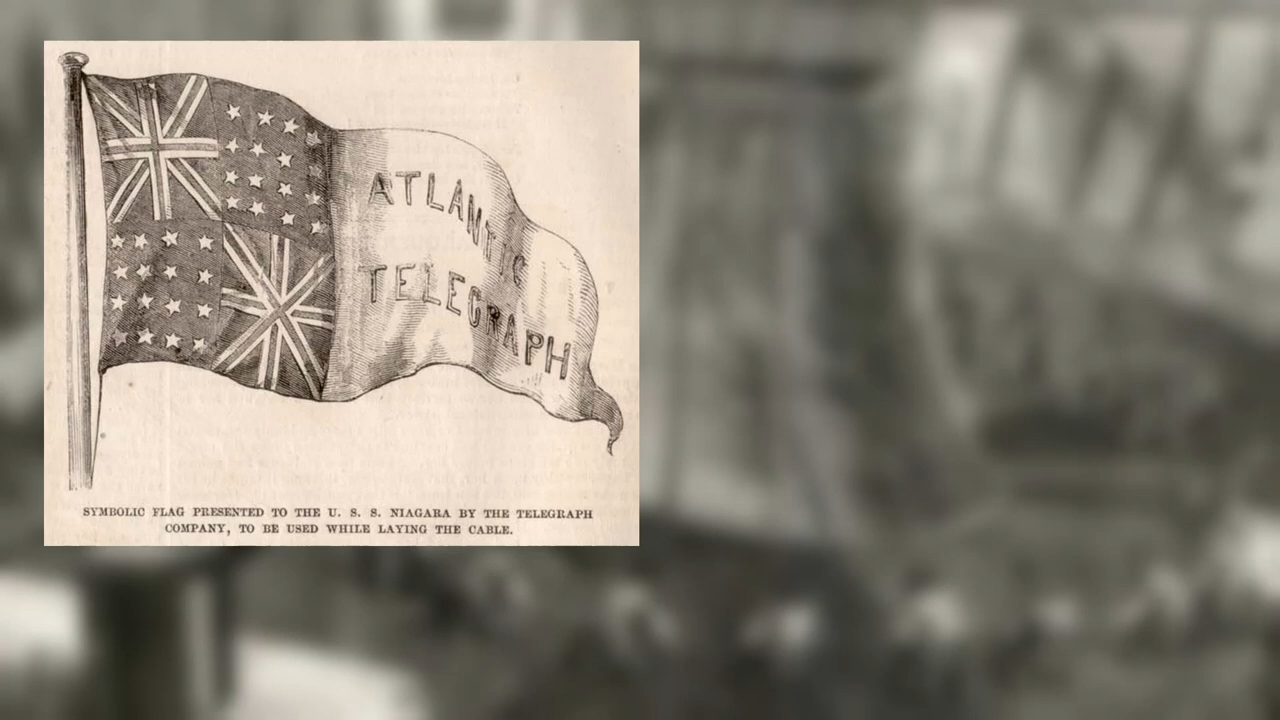 ATLANTIC
TELEGRAPH
SYMBOLIC FLAG PRESENTED TO THE U. S. S. NIAGARA BY THE TELEGRAPH
COMPANY, TO BE USED WHILE LAYING THE CABLE.